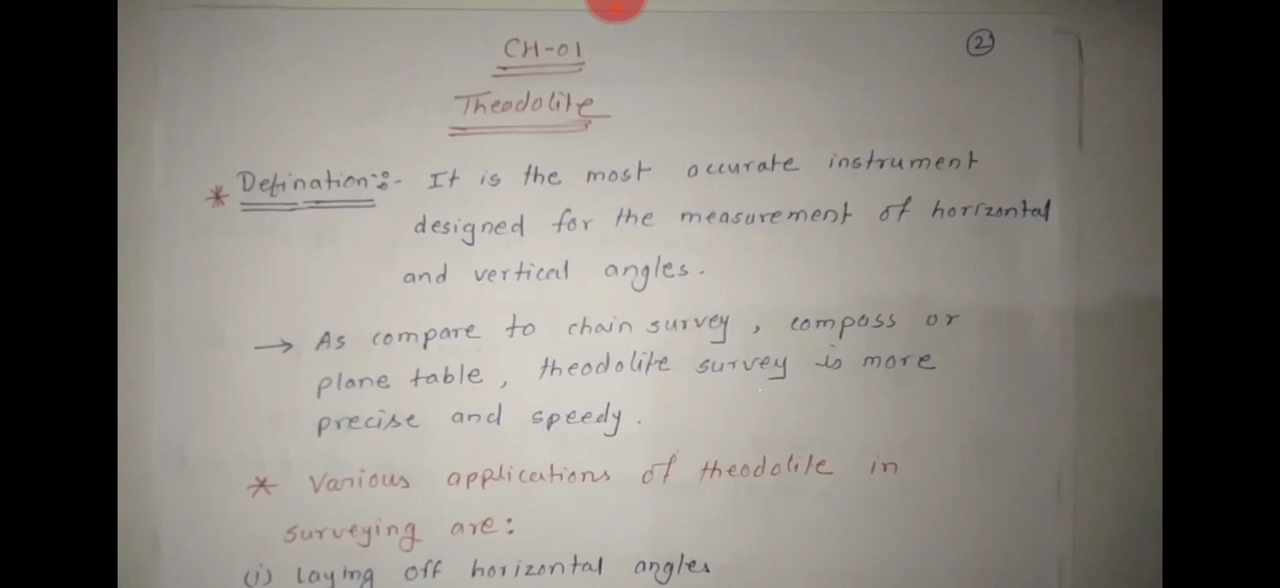 CH-01
2
Theodolite
* Defination:- It is the most accurate instrument
designed for the measurement of horizontal
and vertical angles.
→ As compare to chain survey, compass or
plane table, theodolite survey is more
precise and speedy.
* Various applications of theodolite in
surveying are:
(i) Laying off horizontal angles